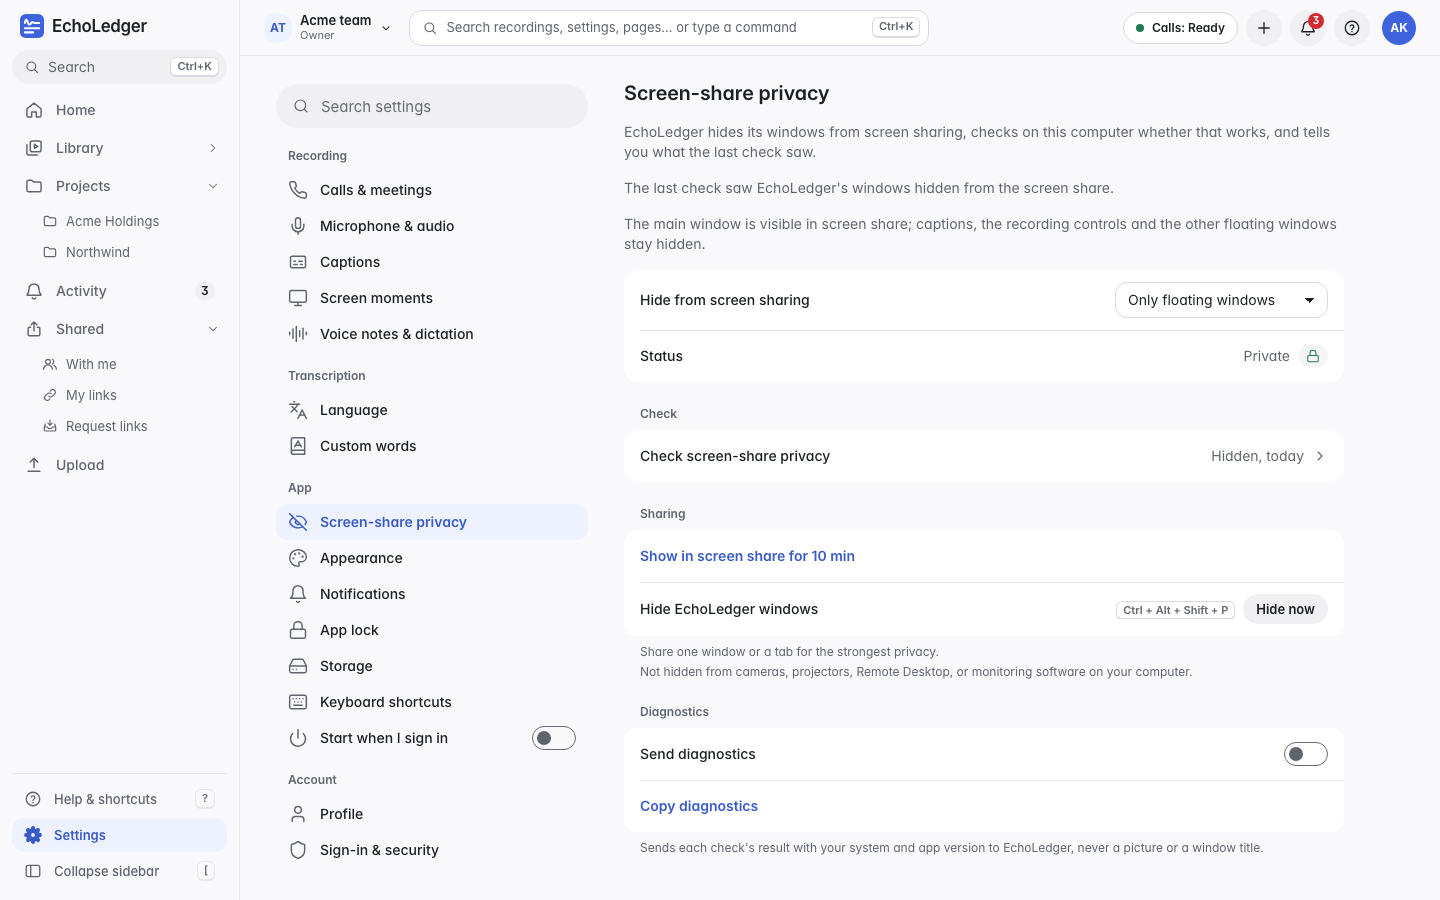 EchoLedger
Search
Ctrl+K
Home
Library
Projects
Acme Holdings
Northwind
Activity
3
Shared
With me
My links
Request links
Upload
Help & shortcuts
?
Settings
Collapse sidebar
[
AT
Acme team
Owner
Search recordings, settings, pages... or type a command
Ctrl+K
Calls: Ready
3
AK
Search settings
Recording
Calls & meetings
Microphone & audio
Captions
Screen moments
Voice notes & dictation
Transcription
Language
Custom words
App
Screen-share privacy
Appearance
Notifications
App lock
Storage
Keyboard shortcuts
Start when I sign in
Account
Profile
Sign-in & security
Screen-share privacy
EchoLedger hides its windows from screen sharing, checks on this computer whether that works, and tells
you what the last check saw.
The last check saw EchoLedger's windows hidden from the screen share.
The main window is visible in screen share; captions, the recording controls and the other floating windows
stay hidden.
Hide from screen sharing
Only floating windows
Status
Private
Check
Check screen-share privacy
Hidden, today
Sharing
Show in screen share for 10 min
Hide EchoLedger windows
Ctrl + Alt + Shift + P
Hide now
Share one window or a tab for the strongest privacy.
Not hidden from cameras, projectors, Remote Desktop, or monitoring software on your computer.
Diagnostics
Send diagnostics
Copy diagnostics
Sends each check's result with your system and app version to EchoLedger, never a picture or a window title.